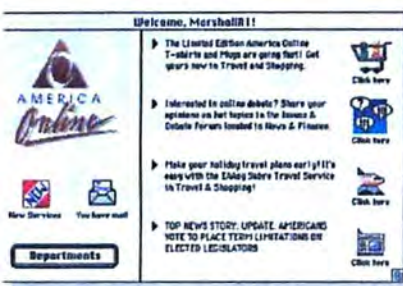 Welcome, MarshallR1!
AMERICA
Online
NEW
New Services
You have mail
Departments
The Limited Edition America Online
T-shirts and Mugs are going fast! Get
yours now in Travel and Shopping.
Click here
Interested in online debate? Share your
opinions on hot topics in the Issues &
Debate Forum located in News & Finance.
Click here
Make your holiday travel plans early! It's
easy with the EAAsy Sabre Travel Service
in Travel & Shopping!
Click here
TOP NEWS STORY: UPDATE, AMERICANS
VOTE TO PLACE TERM LIMITATIONS ON
ELECTED LEGISLATORS
Click here